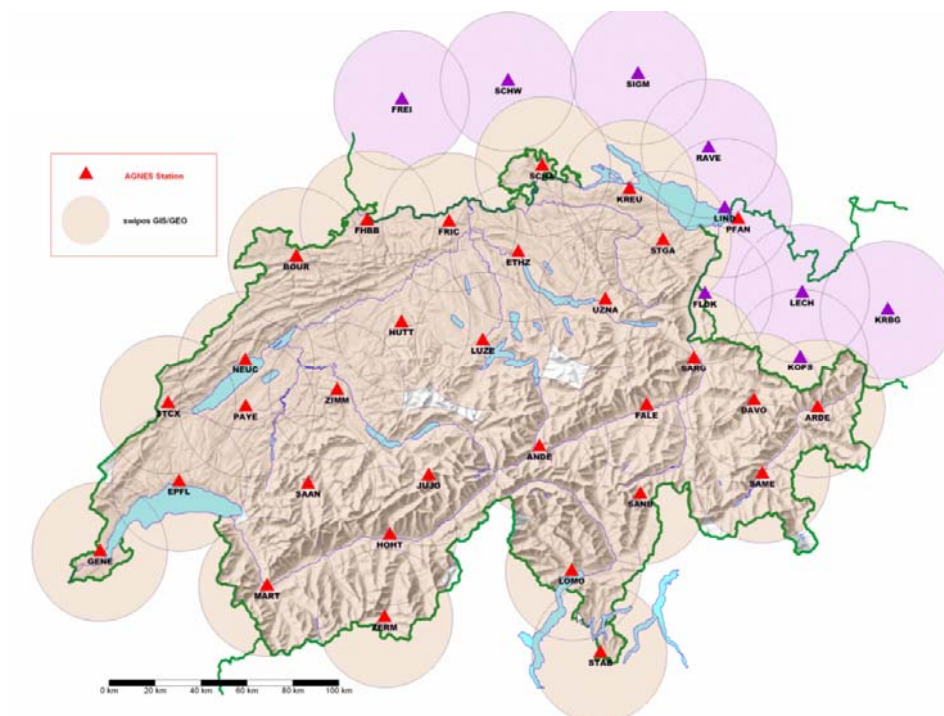 SCHW
SIGM
FREI
RAVE
AGNES Station
SCHA
KREU
swipos GIS/GEO
LIND
PFAN
FHBB
FRIC
STGA
ETHZ
BOUR
FLDK
LECH
UZNA
KRBG
HUTT
LUZE
NEUC
SARG
KOPS
ZIMM
STCX
PAYE
FALE
DAVO
ARDE
ANDE
EPFL
SAAN
JUJO
SANB
SAME
HOHT
GENE
LOMO
MART
ZERM
STAB
0 km 20 km 40 km 60 km 80 km 100 km